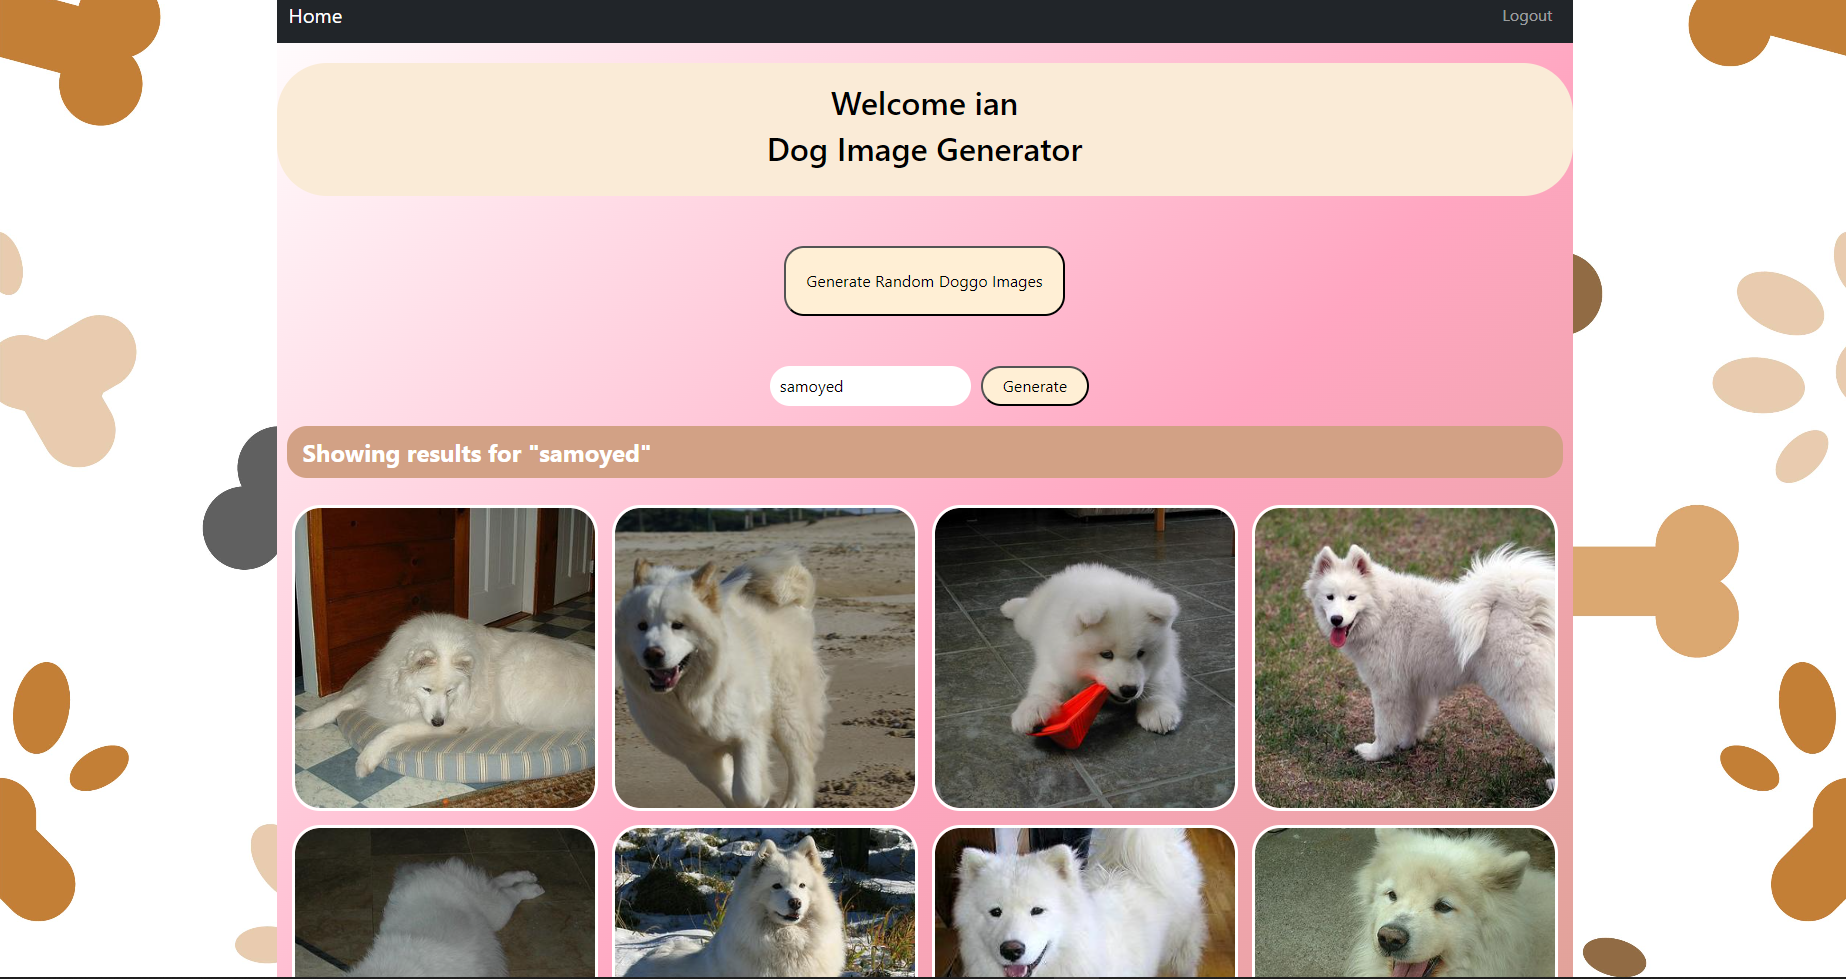 Home
Logout
Welcome ian
Dog Image Generator
Generate Random Doggo Images
samoyed
Generate
Showing results for "samoyed"